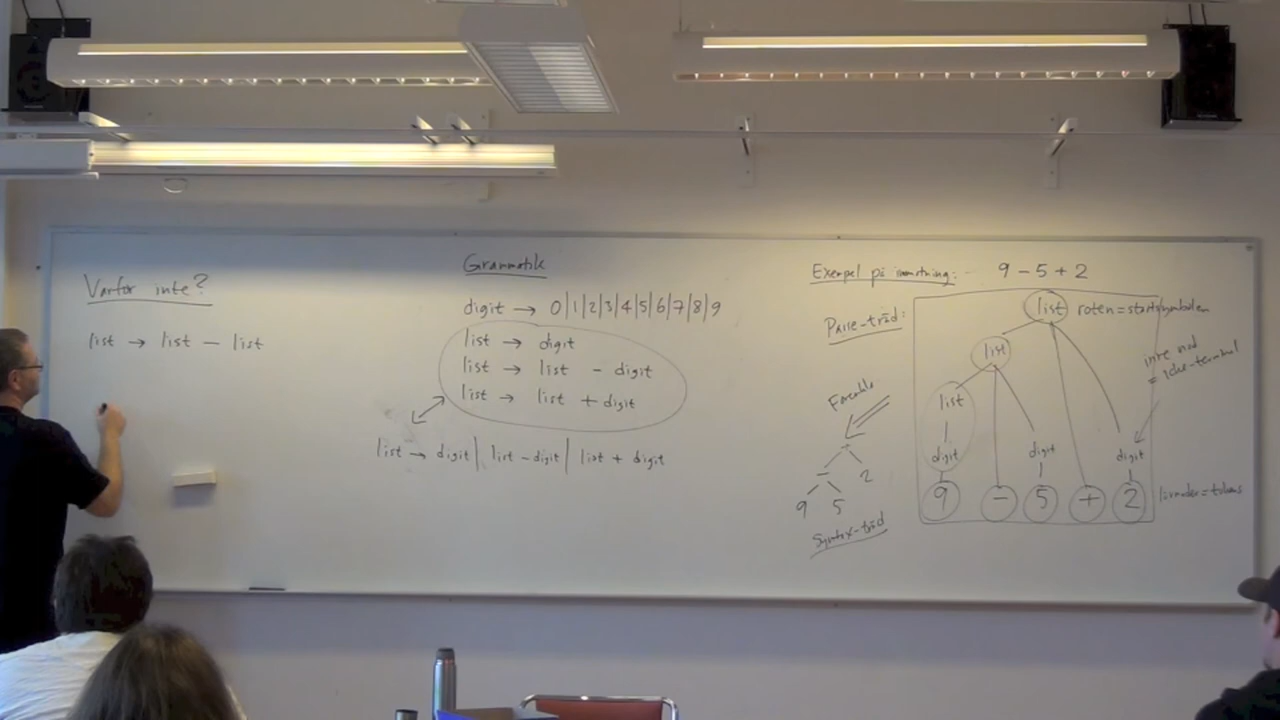 Varför inte?
list → list - list
Grammatik
digit → 0|1|2|3|4|5|6|7|8|9
list → digit
list → list - digit
list → list + digit
list → digit | list - digit | list + digit
Exempel på inmatning: 9 - 5 + 2
Parse-träd:
list roten = startsymbolen
list
inre nod
= icke-terminal
list
digit digit digit
9 - 5 + 2 lövnoder = tokens
Förenkla
+
- 2
9 5
Syntax-träd